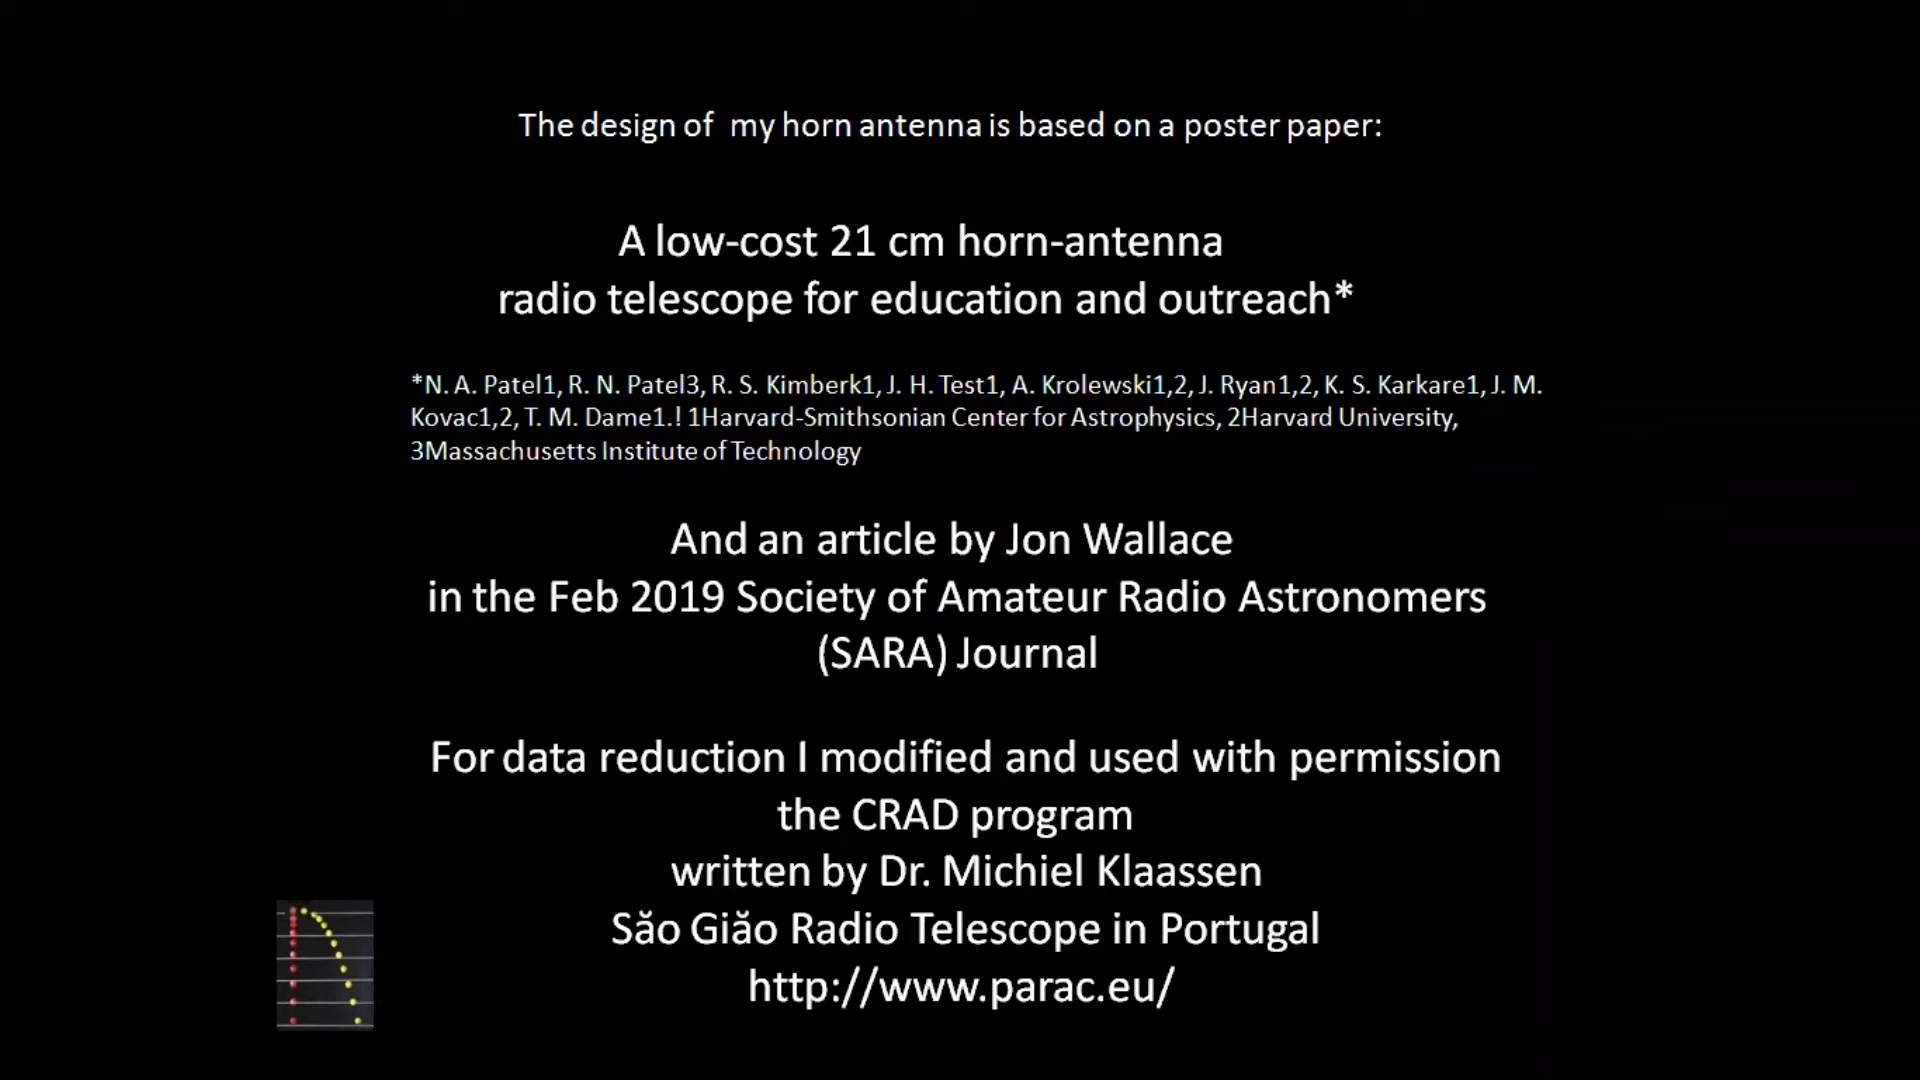 The design of  my horn antenna is based on a poster paper:
A low-cost 21 cm horn-antenna
radio telescope for education and outreach*
*N. A. Patel1, R. N. Patel3, R. S. Kimberk1, J. H. Test1, A. Krolewski1,2, J. Ryan1,2, K. S. Karkare1, J. M.
Kovac1,2, T. M. Dame1.! 1Harvard-Smithsonian Center for Astrophysics, 2Harvard University,
3Massachusetts Institute of Technology
And an article by Jon Wallace
in the Feb 2019 Society of Amateur Radio Astronomers
(SARA) Journal
For data reduction I modified and used with permission
the CRAD program
written by Dr. Michiel Klaassen
Săo Giăo Radio Telescope in Portugal
http://www.parac.eu/